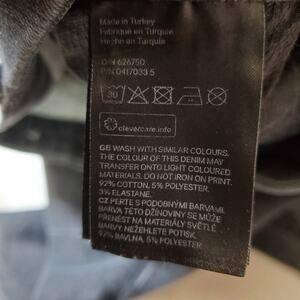 Made in Turkey
Fabriqué en Turquie
Hecho en Turquía
O/N 626750
P/N 0417033 5
30
clevercare.info
GB WASH WITH SIMILAR COLOURS.
THE COLOUR OF THIS DENIM MAY
TRANSFER ONTO LIGHT COLOURED
MATERIALS. DO NOT IRON ON PRINT.
92% COTTON, 5% POLYESTER,
3% ELASTANE.
CZ PERTE S PODOBNÝMI BARVAMI.
BARVA TÉTO DŽÍNOVINY SE MŮŽE
PŘENÉST NA MATERIÁLY SVĚTLÉ
BARVY. NEŽEHLETE POTISK.
92% BAVLNA, 5% POLYESTER